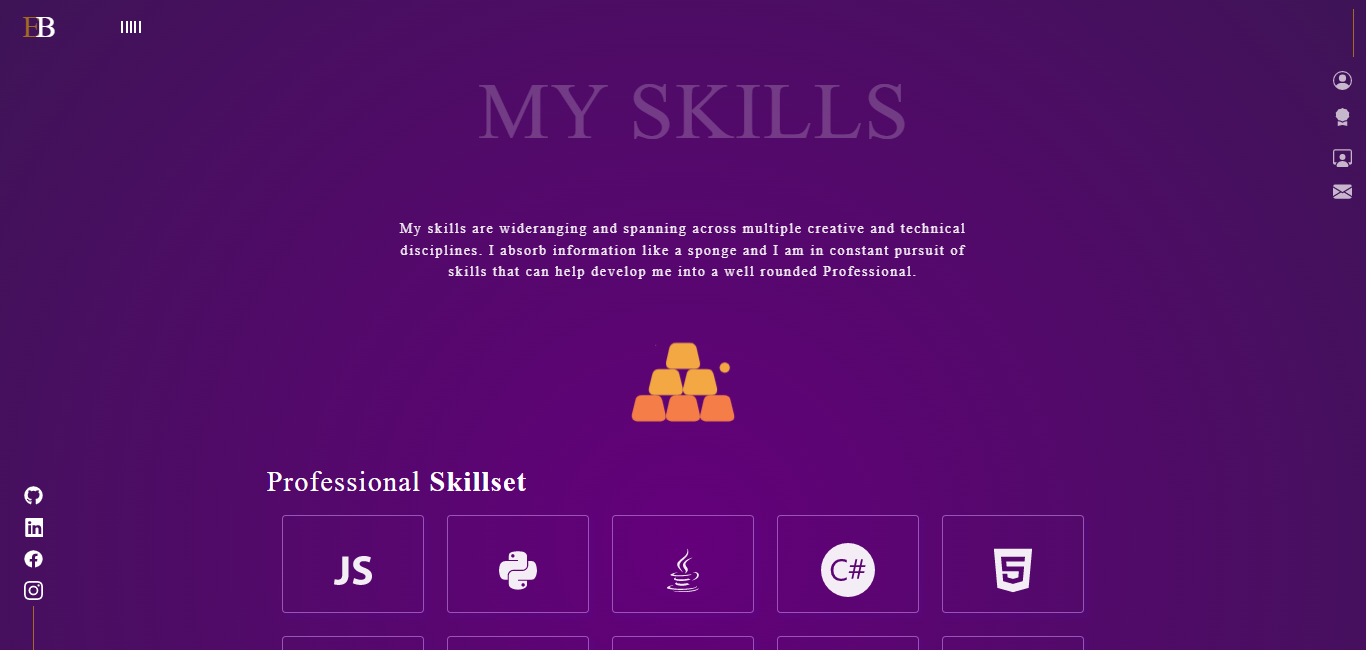 EB
MY SKILLS
My skills are wideranging and spanning across multiple creative and technical
disciplines. I absorb information like a sponge and I am in constant pursuit of
skills that can help develop me into a well rounded Professional.
Professional Skillset
JS
C#
5
in